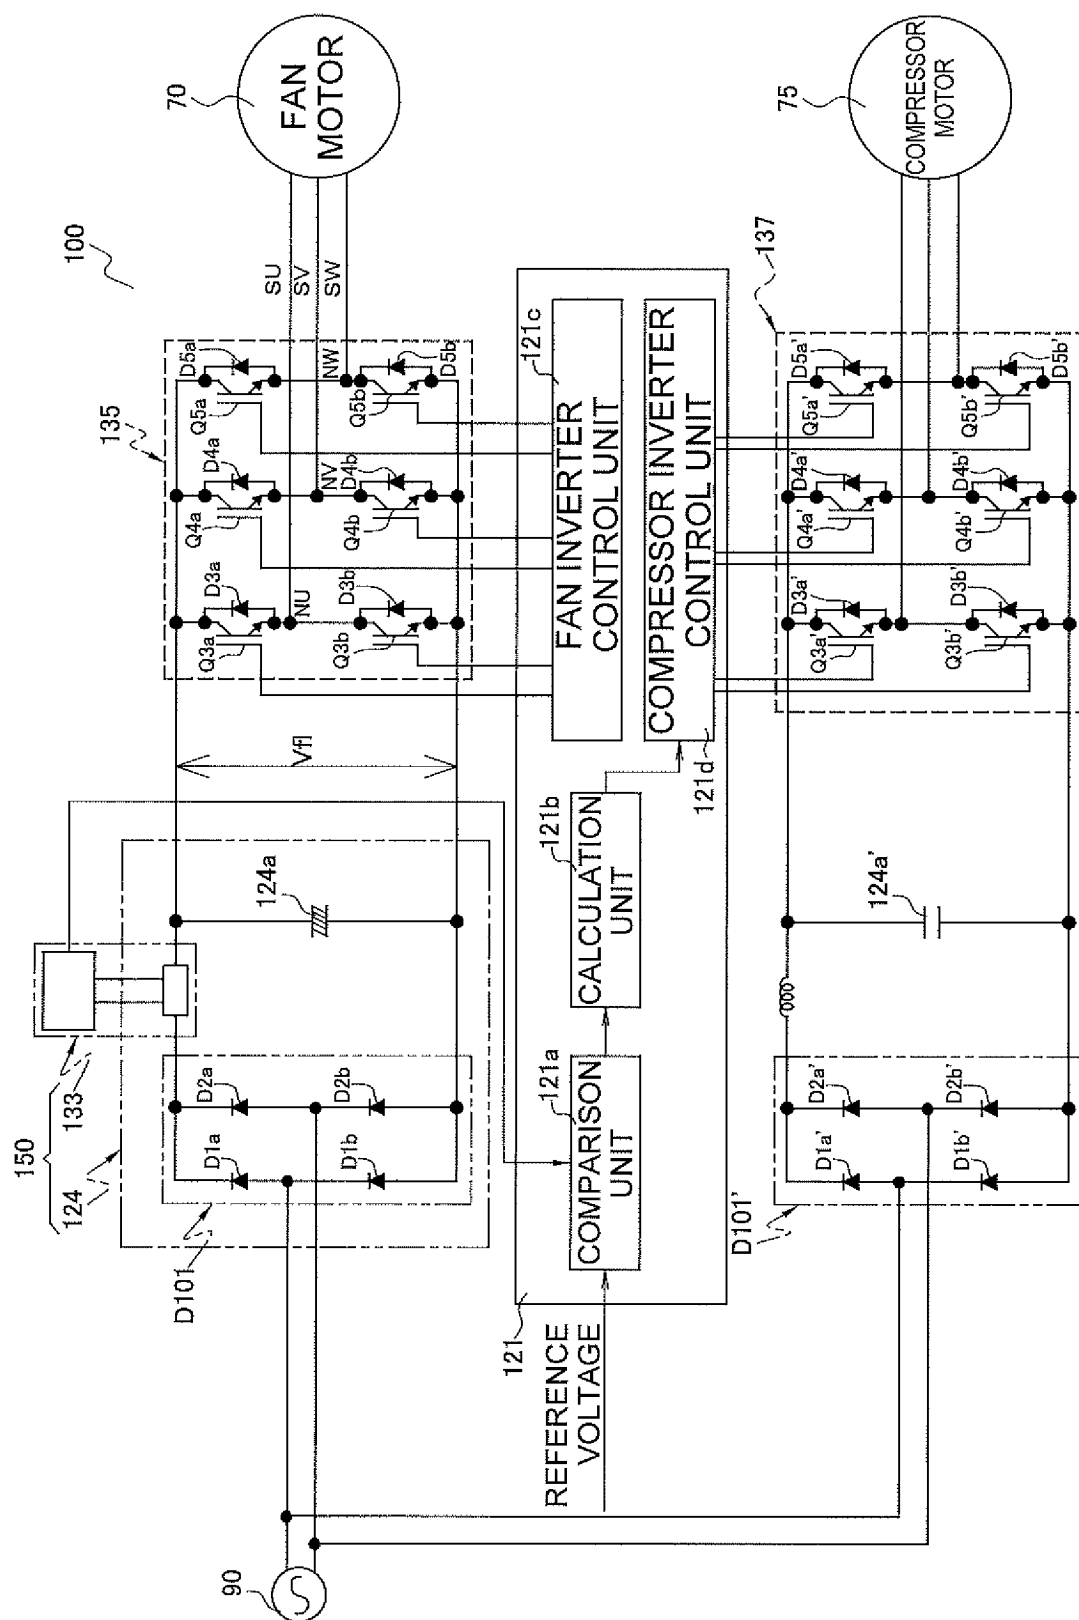 100
70
FAN
MOTOR
SU
SV
SW
135
Q3a
D3a
Q4a
D4a
Q5a
D5a
NU
NV
NW
Q3b
D3b
Q4b
D4b
Q5b
D5b
Vfl
150
133
124
D101
D1a
D2a
D1b
D2b
124a
90
REFERENCE
VOLTAGE
121
COMPARISON
UNIT
121a
CALCULATION
UNIT
121b
FAN INVERTER
CONTROL UNIT
121c
COMPRESSOR INVERTER
CONTROL UNIT
121d
75
COMPRESSOR
MOTOR
137
Q3a'
D3a'
Q4a'
D4a'
Q5a'
D5a'
Q3b'
D3b'
Q4b'
D4b'
Q5b'
D5b'
D1a'
D2a'
D1b'
D2b'
D101'
124a'